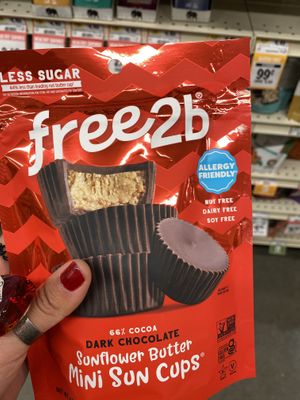 LESS SUGAR
free2b®
ALLERGY
FRIENDLY
NUT FREE
DAIRY FREE
SOY FREE
66% COCOA
DARK CHOCOLATE
Sunflower Butter
Mini Sun Cups®
99¢